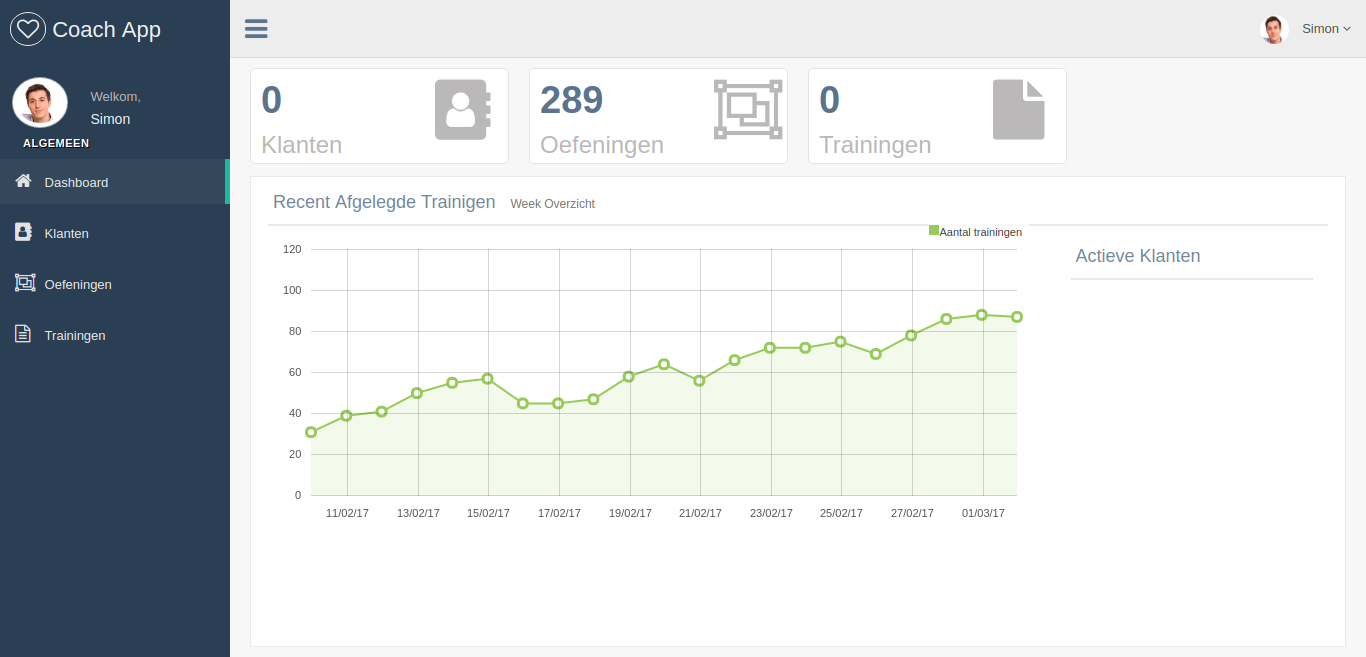 Coach App
Welkom,
Simon
ALGEMEEN
Dashboard
Klanten
Oefeningen
Trainingen
Simon
0
Klanten
289
Oefeningen
0
Trainingen
Recent Afgelegde Trainigen Week Overzicht
Aantal trainingen
120
100
80
60
40
20
0
11/02/17 13/02/17 15/02/17 17/02/17 19/02/17 21/02/17 23/02/17 25/02/17 27/02/17 01/03/17
Actieve Klanten